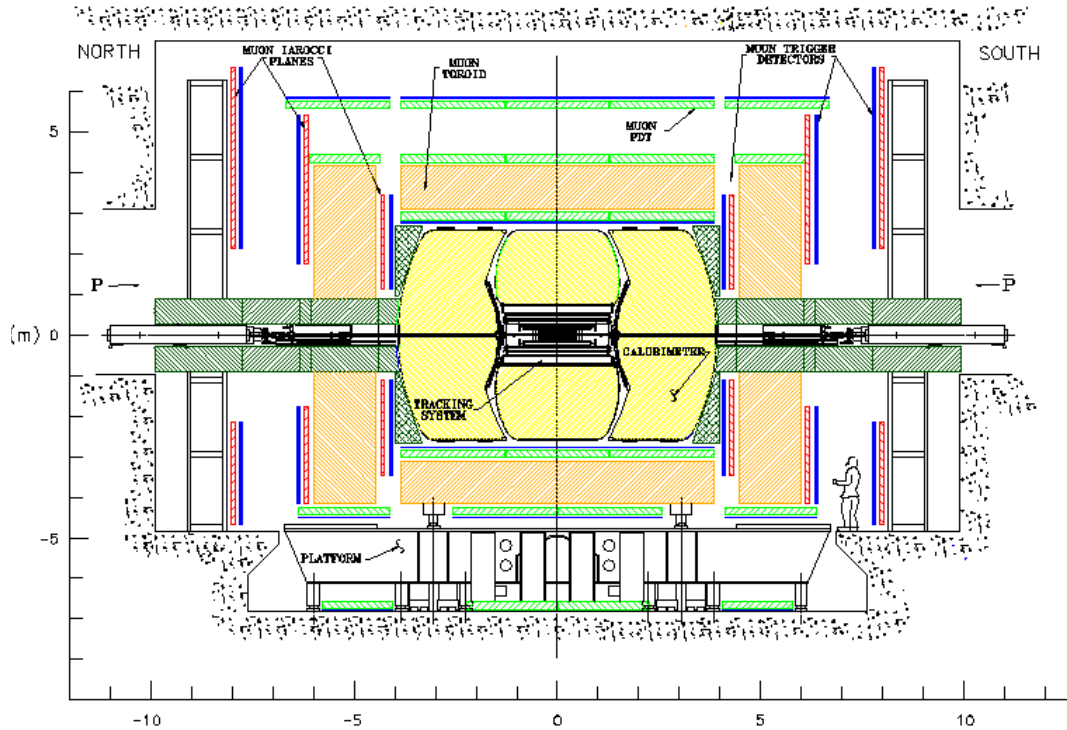 NORTH
MUON IAROCCI
PLANES
MUON
TOROID
MUON TRIGGER
DETECTORS
SOUTH
MUON
PDT
5
P
P̄
(m) 0
CALORIMETER
TRACKING
SYSTEM
-5
PLATFORM
-10
-5
0
5
10